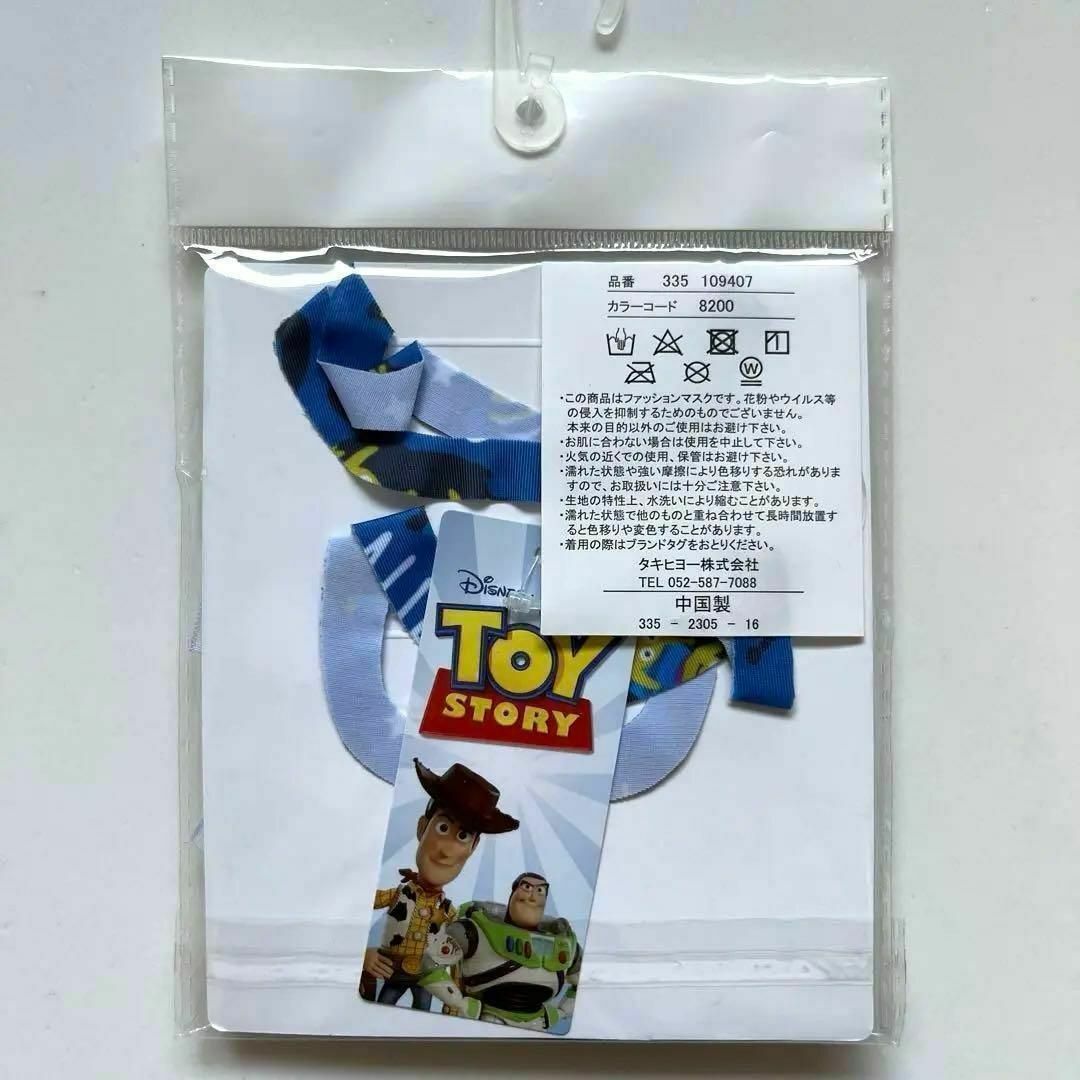 品番 335 109407
カラーコード 8200
・この商品はファッションマスクです。花粉やウイルス等
の侵入を抑制するためのものでございません。
本来の目的以外のご使用はお避け下さい。
・お肌に合わない場合は使用を中止して下さい。
・火気の近くでの使用、保管はお避け下さい。
・濡れた状態や強い摩擦により色移りする恐れがありま
すので、お取扱いには十分ご注意下さい。
・生地の特性上、水洗いにより縮むことがあります。
・濡れた状態で他のものと重ね合わせて長時間放置す
ると色移りや変色することがあります。
・着用の際はブランドタグをおとりください。
タキヒヨー株式会社
TEL 052-587-7088
中国製
335 - 2305 - 16
TOY
STORY